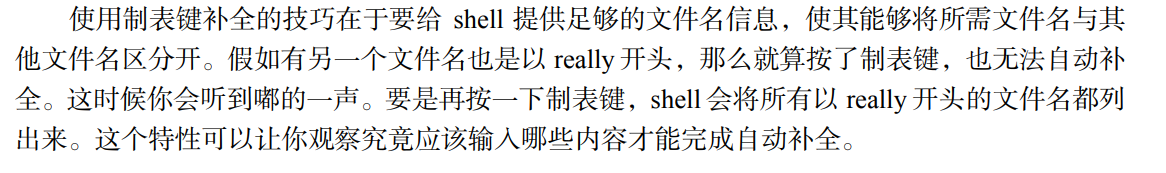 使用制表键补全的技巧在于要给 shell 提供足够的文件名信息，使其能够将所需文件名与其
他文件名区分开。假如有另一个文件名也是以 really 开头，那么就算按了制表键，也无法自动补
全。这时候你会听到嘟的一声。要是再按一下制表键，shell 会将所有以 really 开头的文件名都列
出来。这个特性可以让你观察究竟应该输入哪些内容才能完成自动补全。